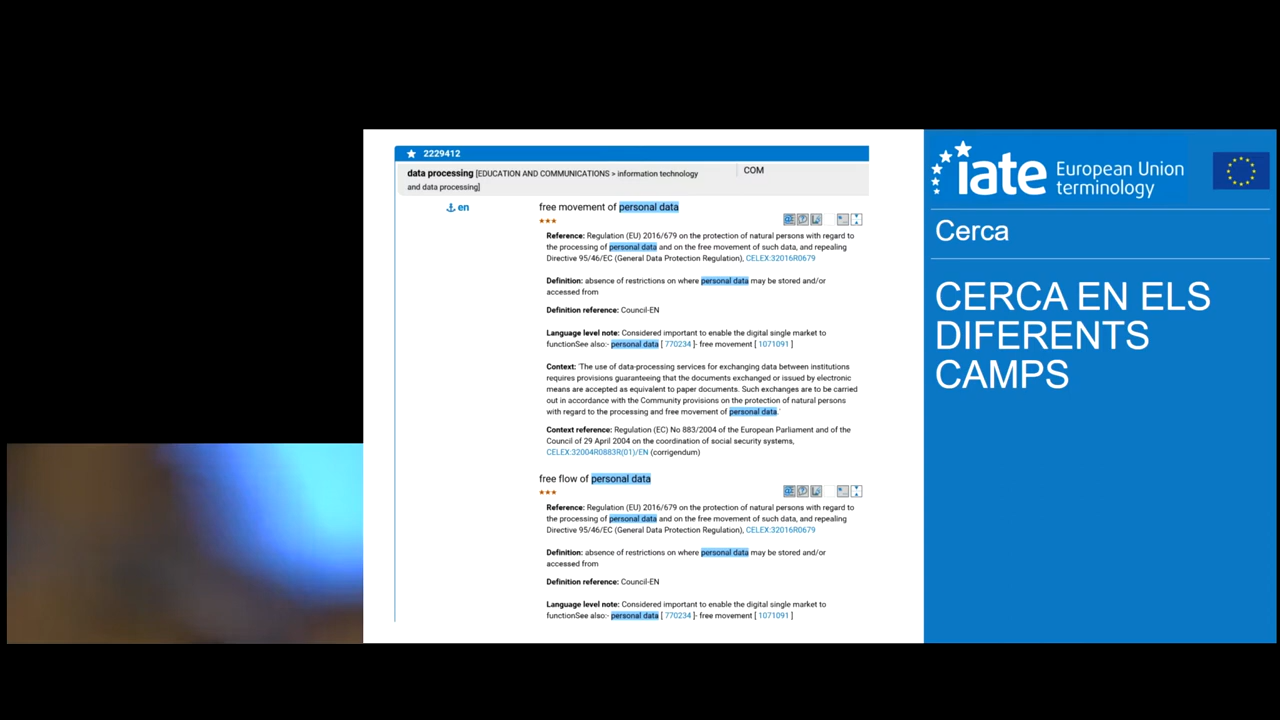 ★ 2229412
data processing [EDUCATION AND COMMUNICATIONS > information technology
and data processing]
COM
en
free movement of personal data
★★★
Reference: Regulation (EU) 2016/679 on the protection of natural persons with regard to
the processing of personal data and on the free movement of such data, and repealing
Directive 95/46/EC (General Data Protection Regulation), CELEX:32016R0679
Definition: absence of restrictions on where personal data may be stored and/or
accessed from
Definition reference: Council-EN
Language level note: Considered important to enable the digital single market to
functionSee also:- personal data [ 770234 ]- free movement [ 1071091 ]
Context: 'The use of data-processing services for exchanging data between institutions
requires provisions guaranteeing that the documents exchanged or issued by electronic
means are accepted as equivalent to paper documents. Such exchanges are to be carried
out in accordance with the Community provisions on the protection of natural persons
with regard to the processing and free movement of personal data.'
Context reference: Regulation (EC) No 883/2004 of the European Parliament and of the
Council of 29 April 2004 on the coordination of social security systems,
CELEX:32004R0883R(01)/EN (corrigendum)
free flow of personal data
★★★
Reference: Regulation (EU) 2016/679 on the protection of natural persons with regard to
the processing of personal data and on the free movement of such data, and repealing
Directive 95/46/EC (General Data Protection Regulation), CELEX:32016R0679
Definition: absence of restrictions on where personal data may be stored and/or
accessed from
Definition reference: Council-EN
Language level note: Considered important to enable the digital single market to
functionSee also:- personal data [ 770234 ]- free movement [ 1071091 ]
iate European Union
terminology
Cerca
CERCA EN ELS
DIFERENTS
CAMPS